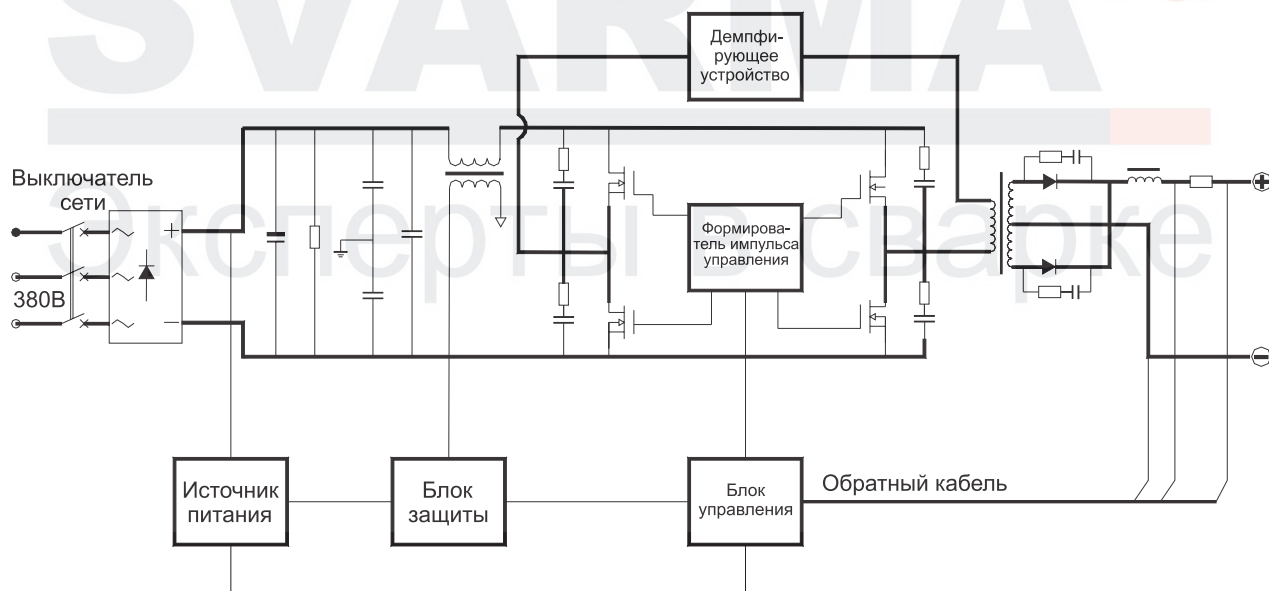 SVARMA
Демпфи-
рующее
устройство
Выключатель
сети
Эксперты в сварке
Формирова-
тель импульса
управления
380В
+
−
+
−
Источник
питания
Блок
защиты
Блок
управления
Обратный кабель